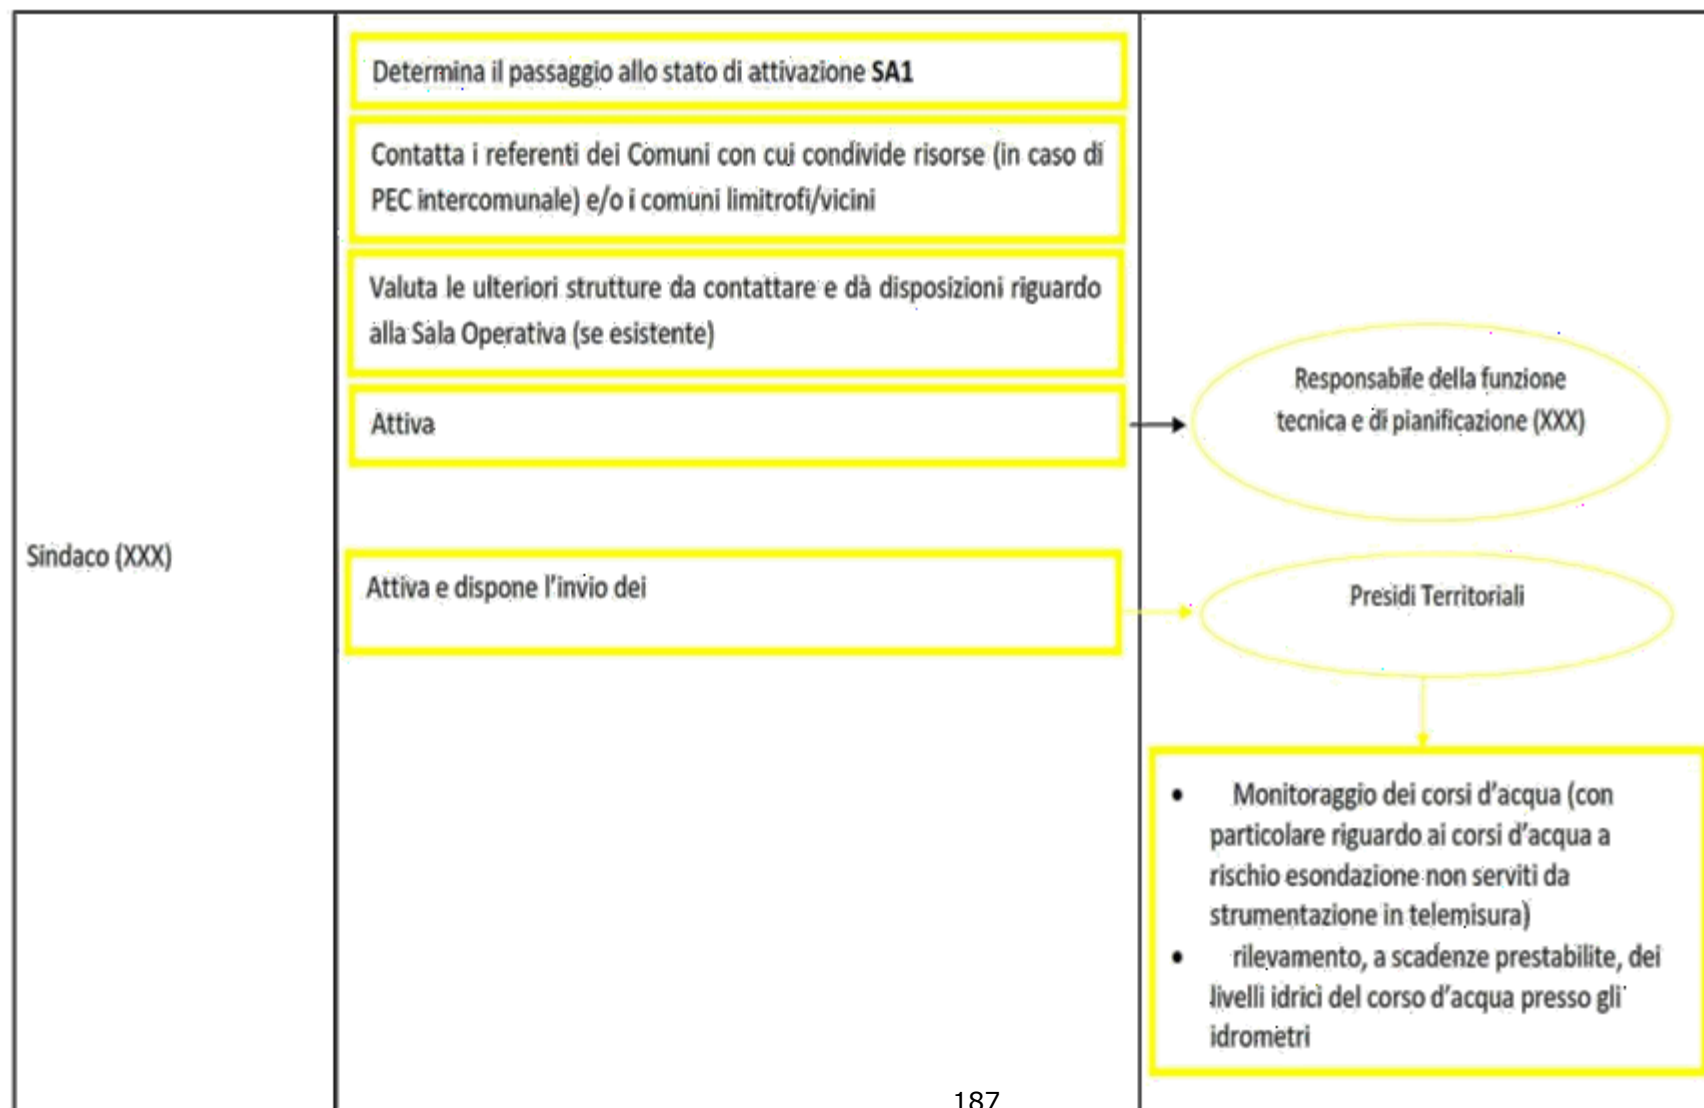 Determina il passaggio allo stato di attivazione SA1
Contatta i referenti dei Comuni con cui condivide risorse (in caso di
PEC intercomunale) e/o i comuni limitrofi/vicini
Valuta le ulteriori strutture da contattare e dà disposizioni riguardo
alla Sala Operativa (se esistente)
Attiva
Responsabile della funzione
tecnica e di pianificazione (XXX)
Sindaco (XXX)
Attiva e dispone l'invio dei
Presidi Territoriali
• Monitoraggio dei corsi d'acqua (con
particolare riguardo ai corsi d'acqua a
rischio esondazione non serviti da
strumentazione in telemisura)
• rilevamento, a scadenze prestabilite, dei
livelli idrici del corso d'acqua presso gli
idrometri
187